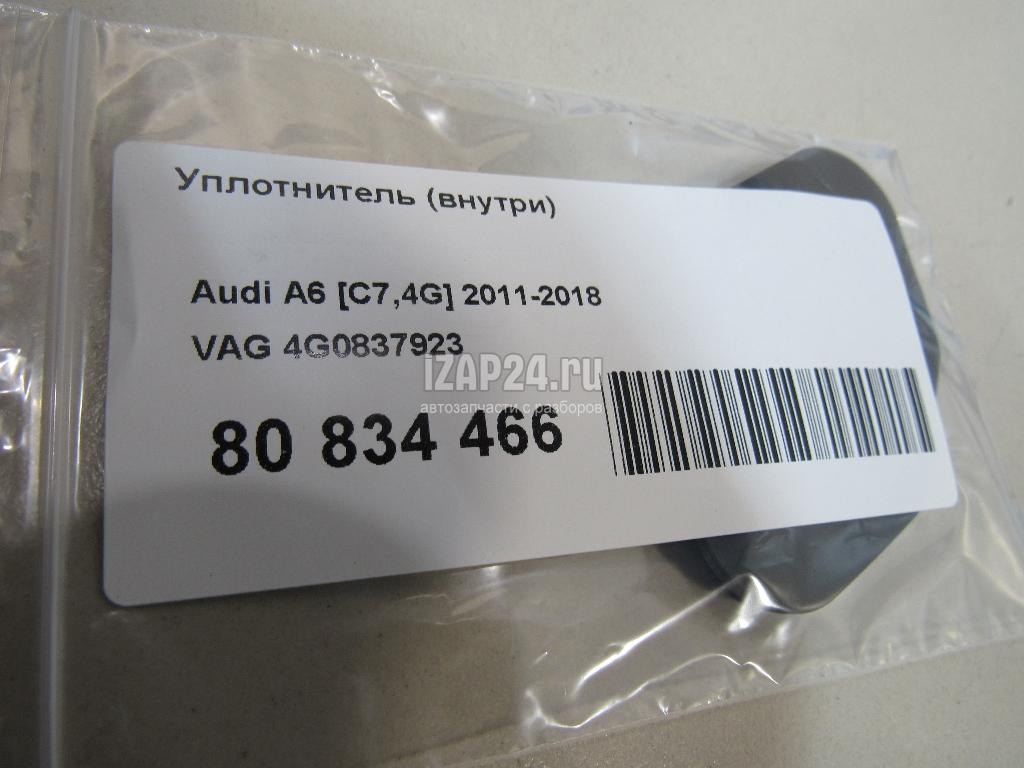 Уплотнитель (внутри)
Audi A6 [C7,4G] 2011-2018
VAG 4G0837923
iZAP24.ru
автозапчасти с разборов
80 834 466